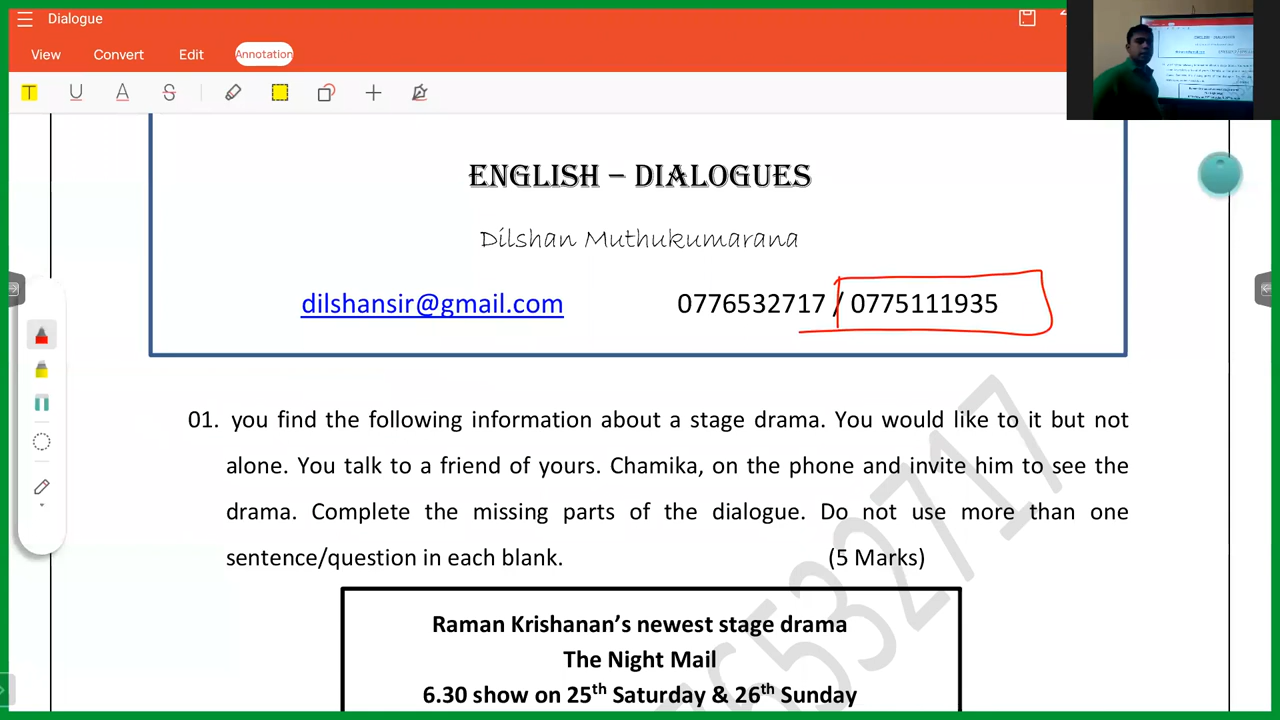 Dialogue
View Convert Edit Annotation
T U A S
ENGLISH – DIALOGUES
Dilshan Muthukumarana
dilshansir@gmail.com 0776532717 / 0775111935
01. you find the following information about a stage drama. You would like to it but not
alone. You talk to a friend of yours. Chamika, on the phone and invite him to see the
drama. Complete the missing parts of the dialogue. Do not use more than one
sentence/question in each blank. (5 Marks)
Raman Krishanan's newest stage drama
The Night Mail
6.30 show on 25th Saturday & 26th Sunday